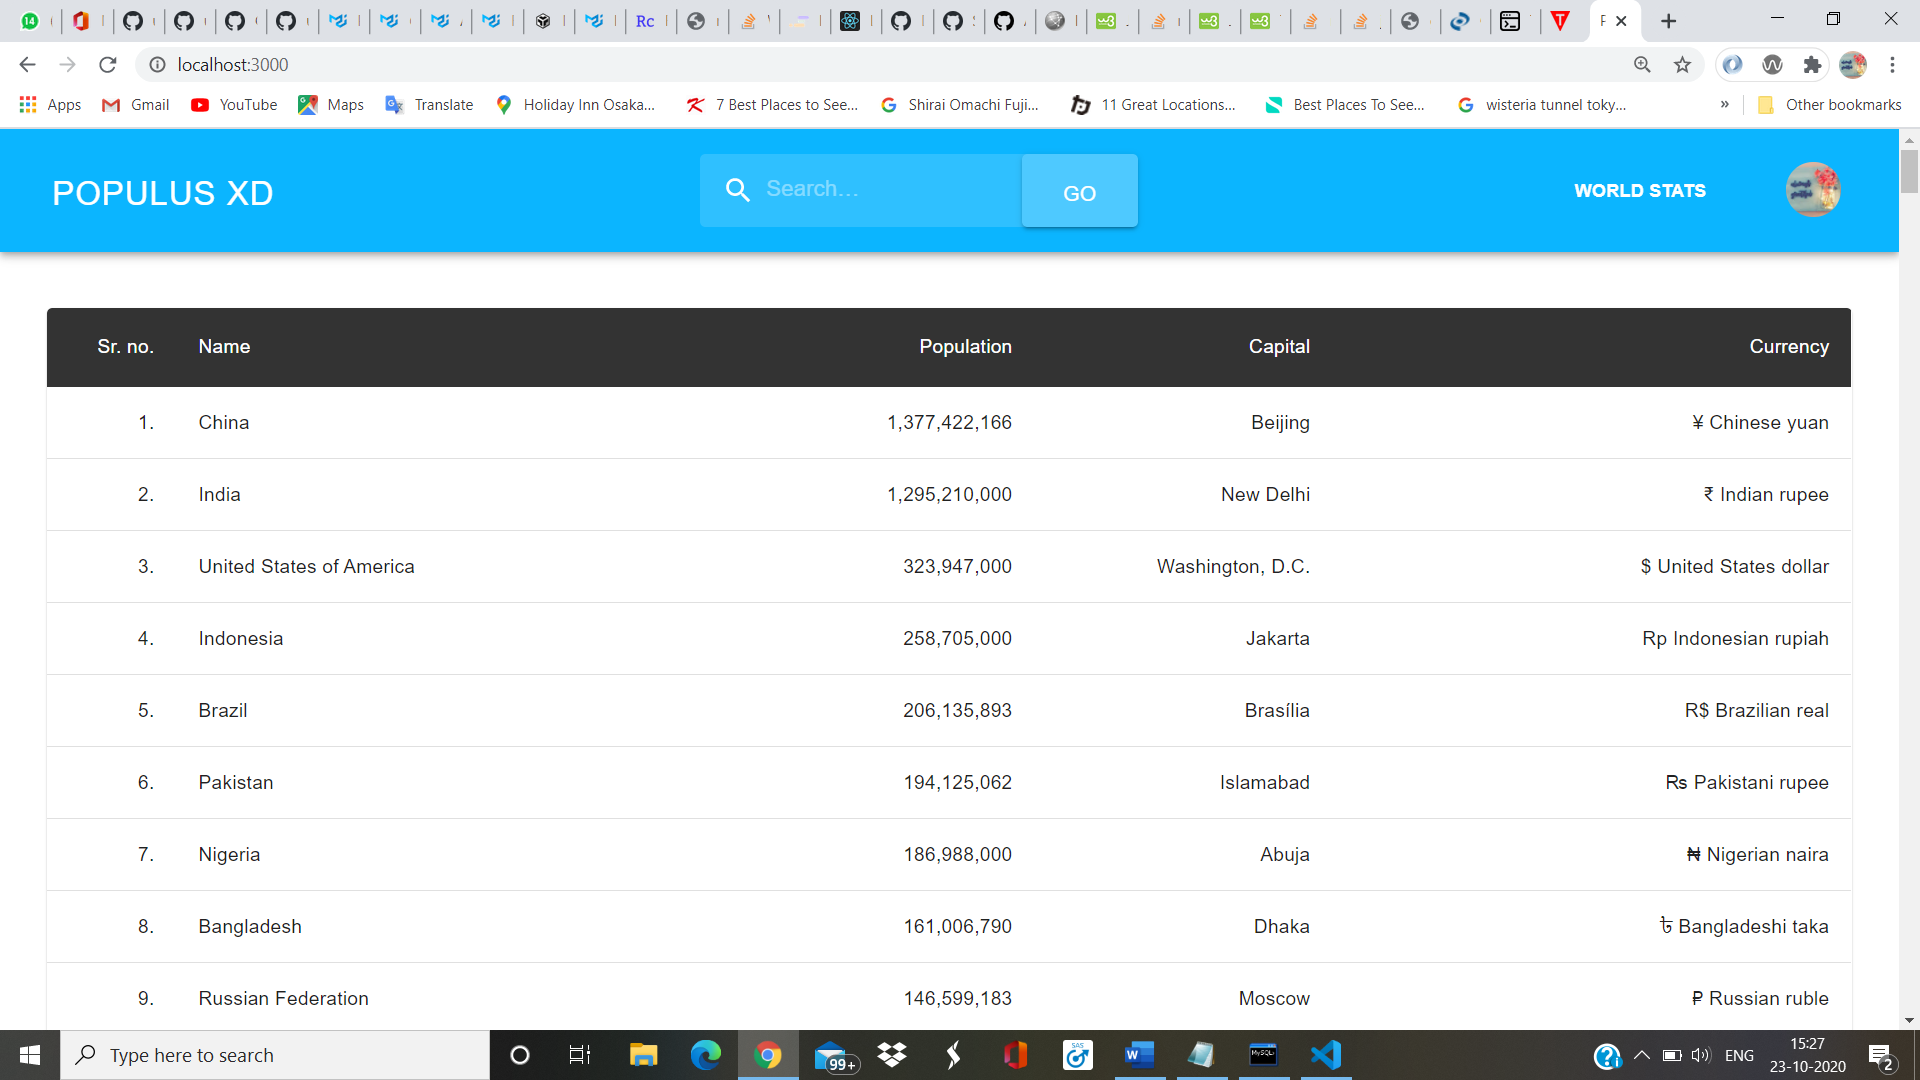 14
localhost:3000
Apps Gmail YouTube Maps Translate Holiday Inn Osaka... 7 Best Places to See... Shirai Omachi Fuji... 11 Great Locations... Best Places To See... wisteria tunnel toky... » Other bookmarks
POPULUS XD Search... GO WORLD STATS
Sr. no. Name Population Capital Currency
1. China 1,377,422,166 Beijing ¥ Chinese yuan
2. India 1,295,210,000 New Delhi ₹ Indian rupee
3. United States of America 323,947,000 Washington, D.C. $ United States dollar
4. Indonesia 258,705,000 Jakarta Rp Indonesian rupiah
5. Brazil 206,135,893 Brasília R$ Brazilian real
6. Pakistan 194,125,062 Islamabad ₨ Pakistani rupee
7. Nigeria 186,988,000 Abuja ₦ Nigerian naira
8. Bangladesh 161,006,790 Dhaka ৳ Bangladeshi taka
9. Russian Federation 146,599,183 Moscow ₽ Russian ruble
Type here to search 99+ ENG 15:27
23-10-2020 2